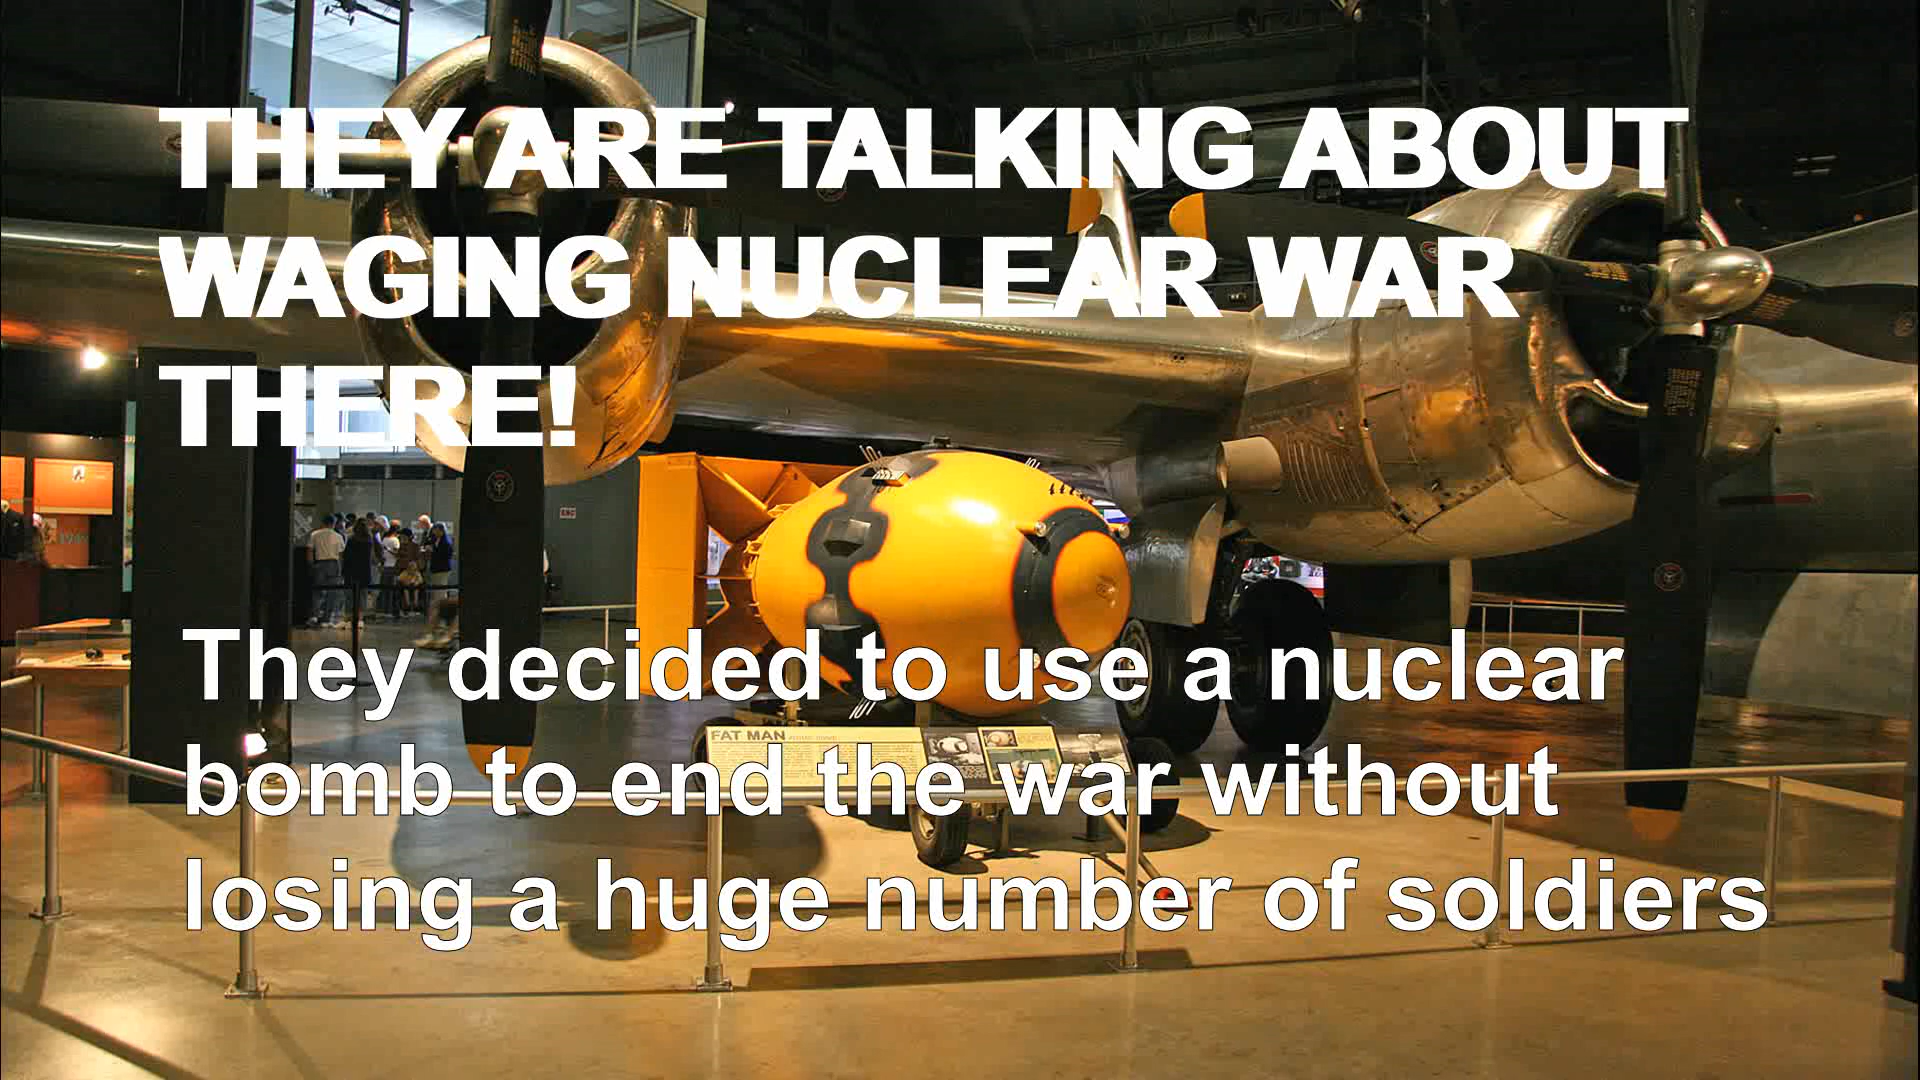 THEY ARE TALKING ABOUT
WAGING NUCLEAR WAR
THERE!
They decided to use a nuclear
bomb to end the war without
losing a huge number of soldiers
FAT MAN